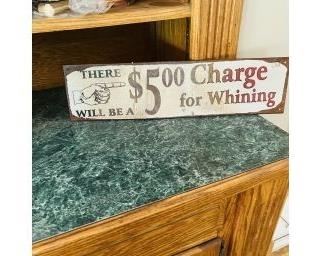 THERE
WILL BE A
$5.00 Charge
for Whining